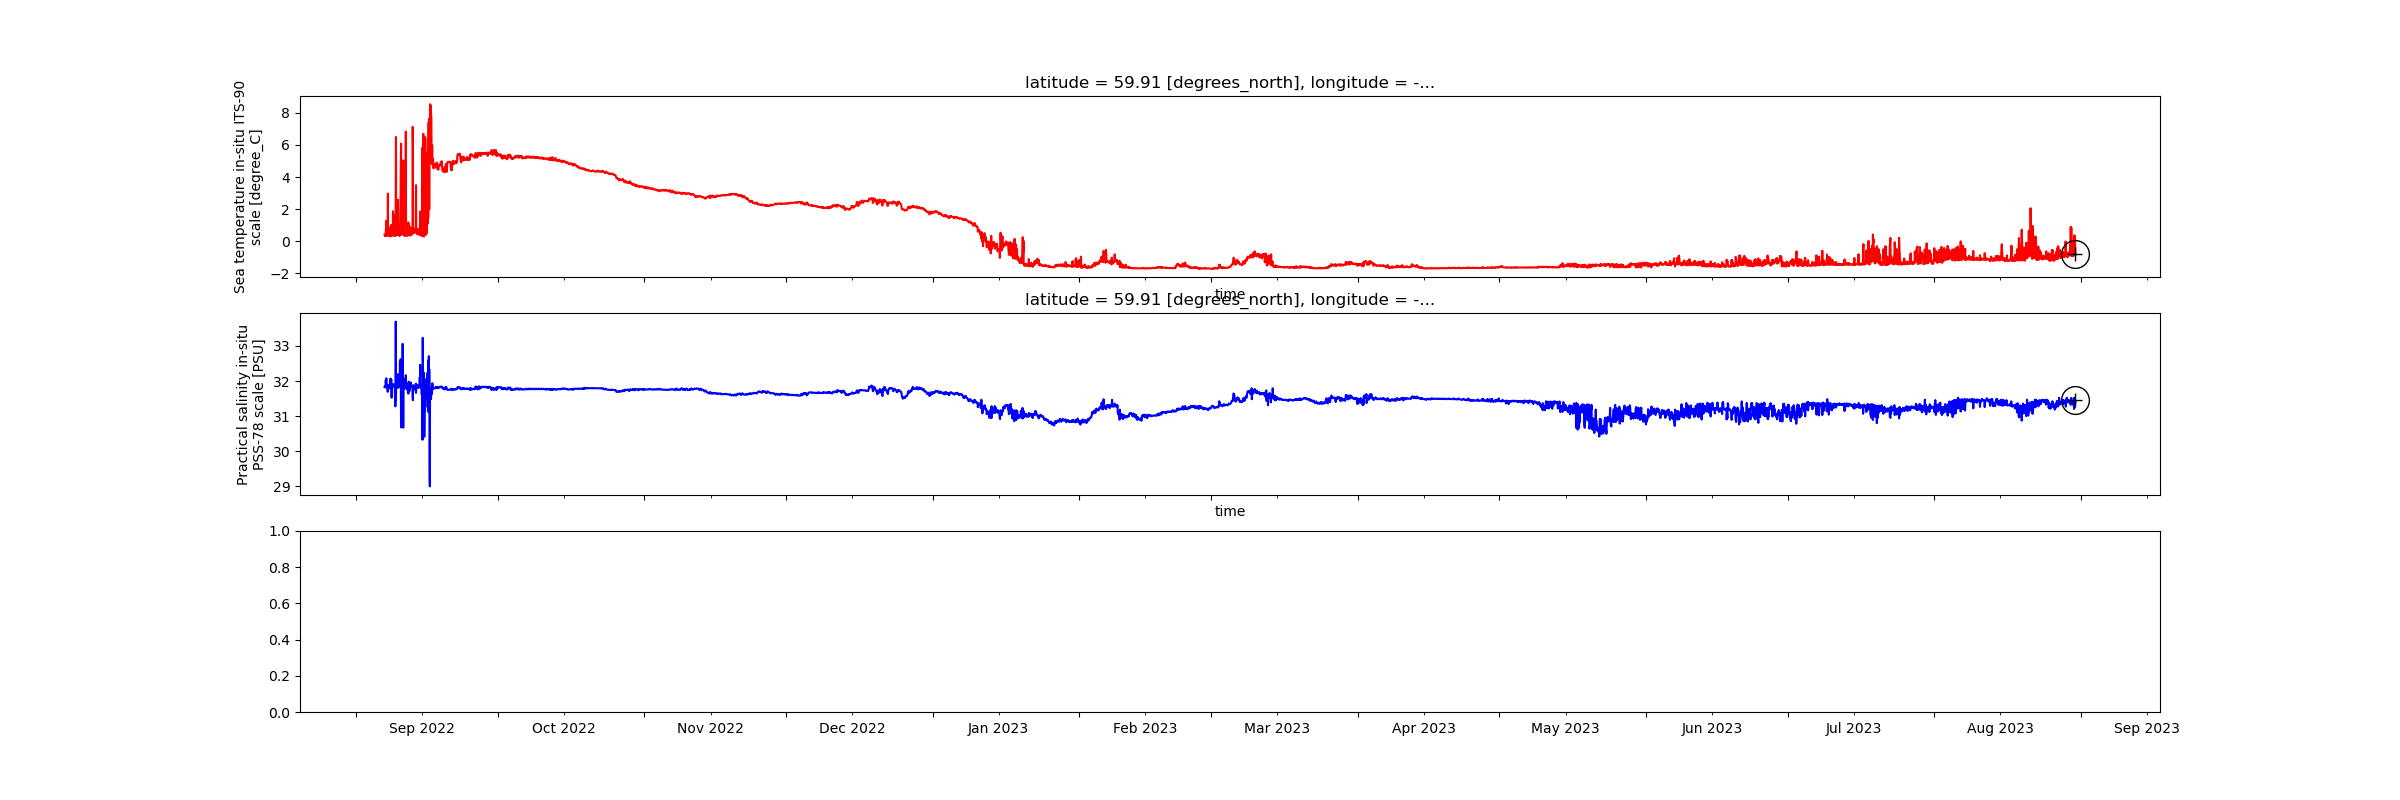 latitude = 59.91 [degrees_north], longitude = -...
Sea temperature in-situ ITS-90
scale [degree_C]
8
6
4
2
0
−2
time
latitude = 59.91 [degrees_north], longitude = -...
Practical salinity in-situ
PSS-78 scale [PSU]
33
32
31
30
29
time
1.0
0.8
0.6
0.4
0.2
0.0
Sep 2022 Oct 2022 Nov 2022 Dec 2022 Jan 2023 Feb 2023 Mar 2023 Apr 2023 May 2023 Jun 2023 Jul 2023 Aug 2023 Sep 2023